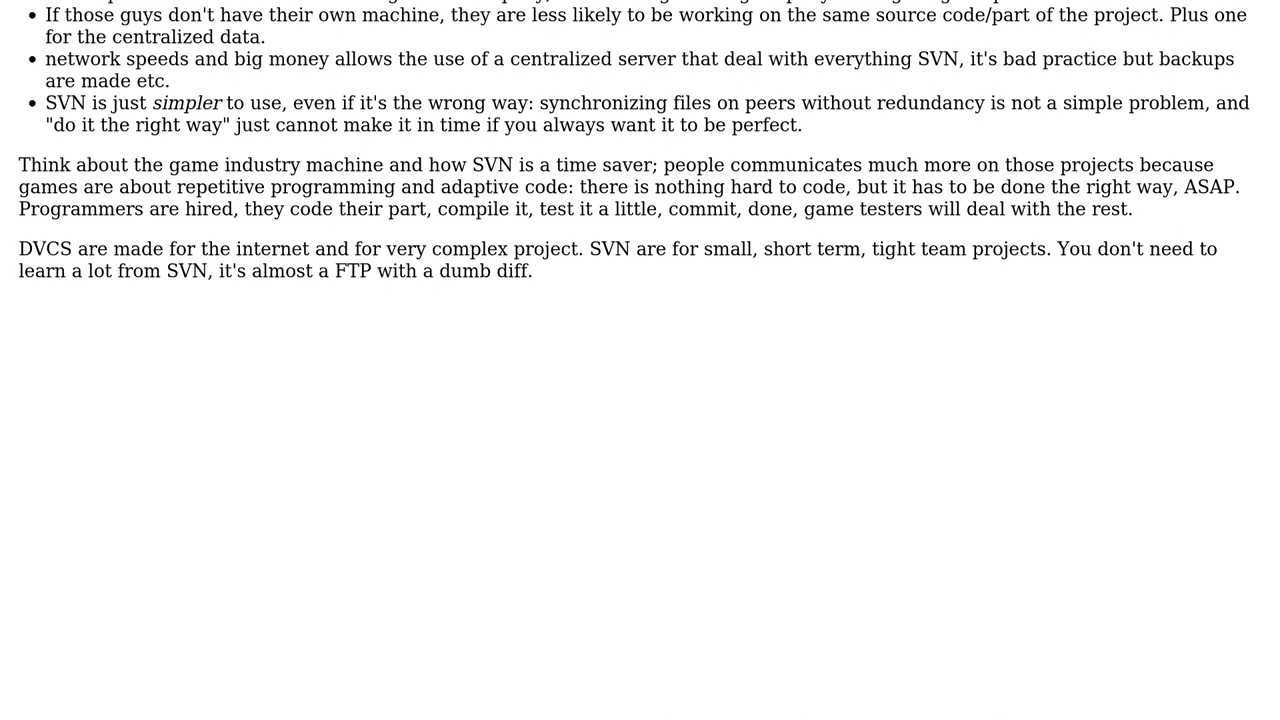 If those guys don't have their own machine, they are less likely to be working on the same source code/part of the project. Plus one
for the centralized data.
network speeds and big money allows the use of a centralized server that deal with everything SVN, it's bad practice but backups
are made etc.
SVN is just simpler to use, even if it's the wrong way: synchronizing files on peers without redundancy is not a simple problem, and
"do it the right way" just cannot make it in time if you always want it to be perfect.
Think about the game industry machine and how SVN is a time saver; people communicates much more on those projects because
games are about repetitive programming and adaptive code: there is nothing hard to code, but it has to be done the right way, ASAP.
Programmers are hired, they code their part, compile it, test it a little, commit, done, game testers will deal with the rest.
DVCS are made for the internet and for very complex project. SVN are for small, short term, tight team projects. You don't need to
learn a lot from SVN, it's almost a FTP with a dumb diff.